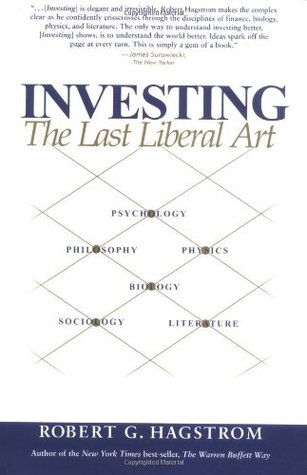 Copyrighted Material
"...[Investing] is elegant and irresistible. Robert Hagstrom makes the complex
clear as he confidently crisscrosses through the disciplines of finance, biology,
physics, and literature. The only way to understand investing better,
[Investing] shows, is to understand the world better. Ideas spark off the
page at every turn. This is simply a gem of a book."
—James Surowiecki,
The New Yorker
INVESTING
The Last Liberal Art
PSYCHOLOGY
PHILOSOPHY PHYSICS
BIOLOGY
SOCIOLOGY LITERATURE
ROBERT G. HAGSTROM
Author of the New York Times best-seller, The Warren Buffett Way
Copyrighted Material